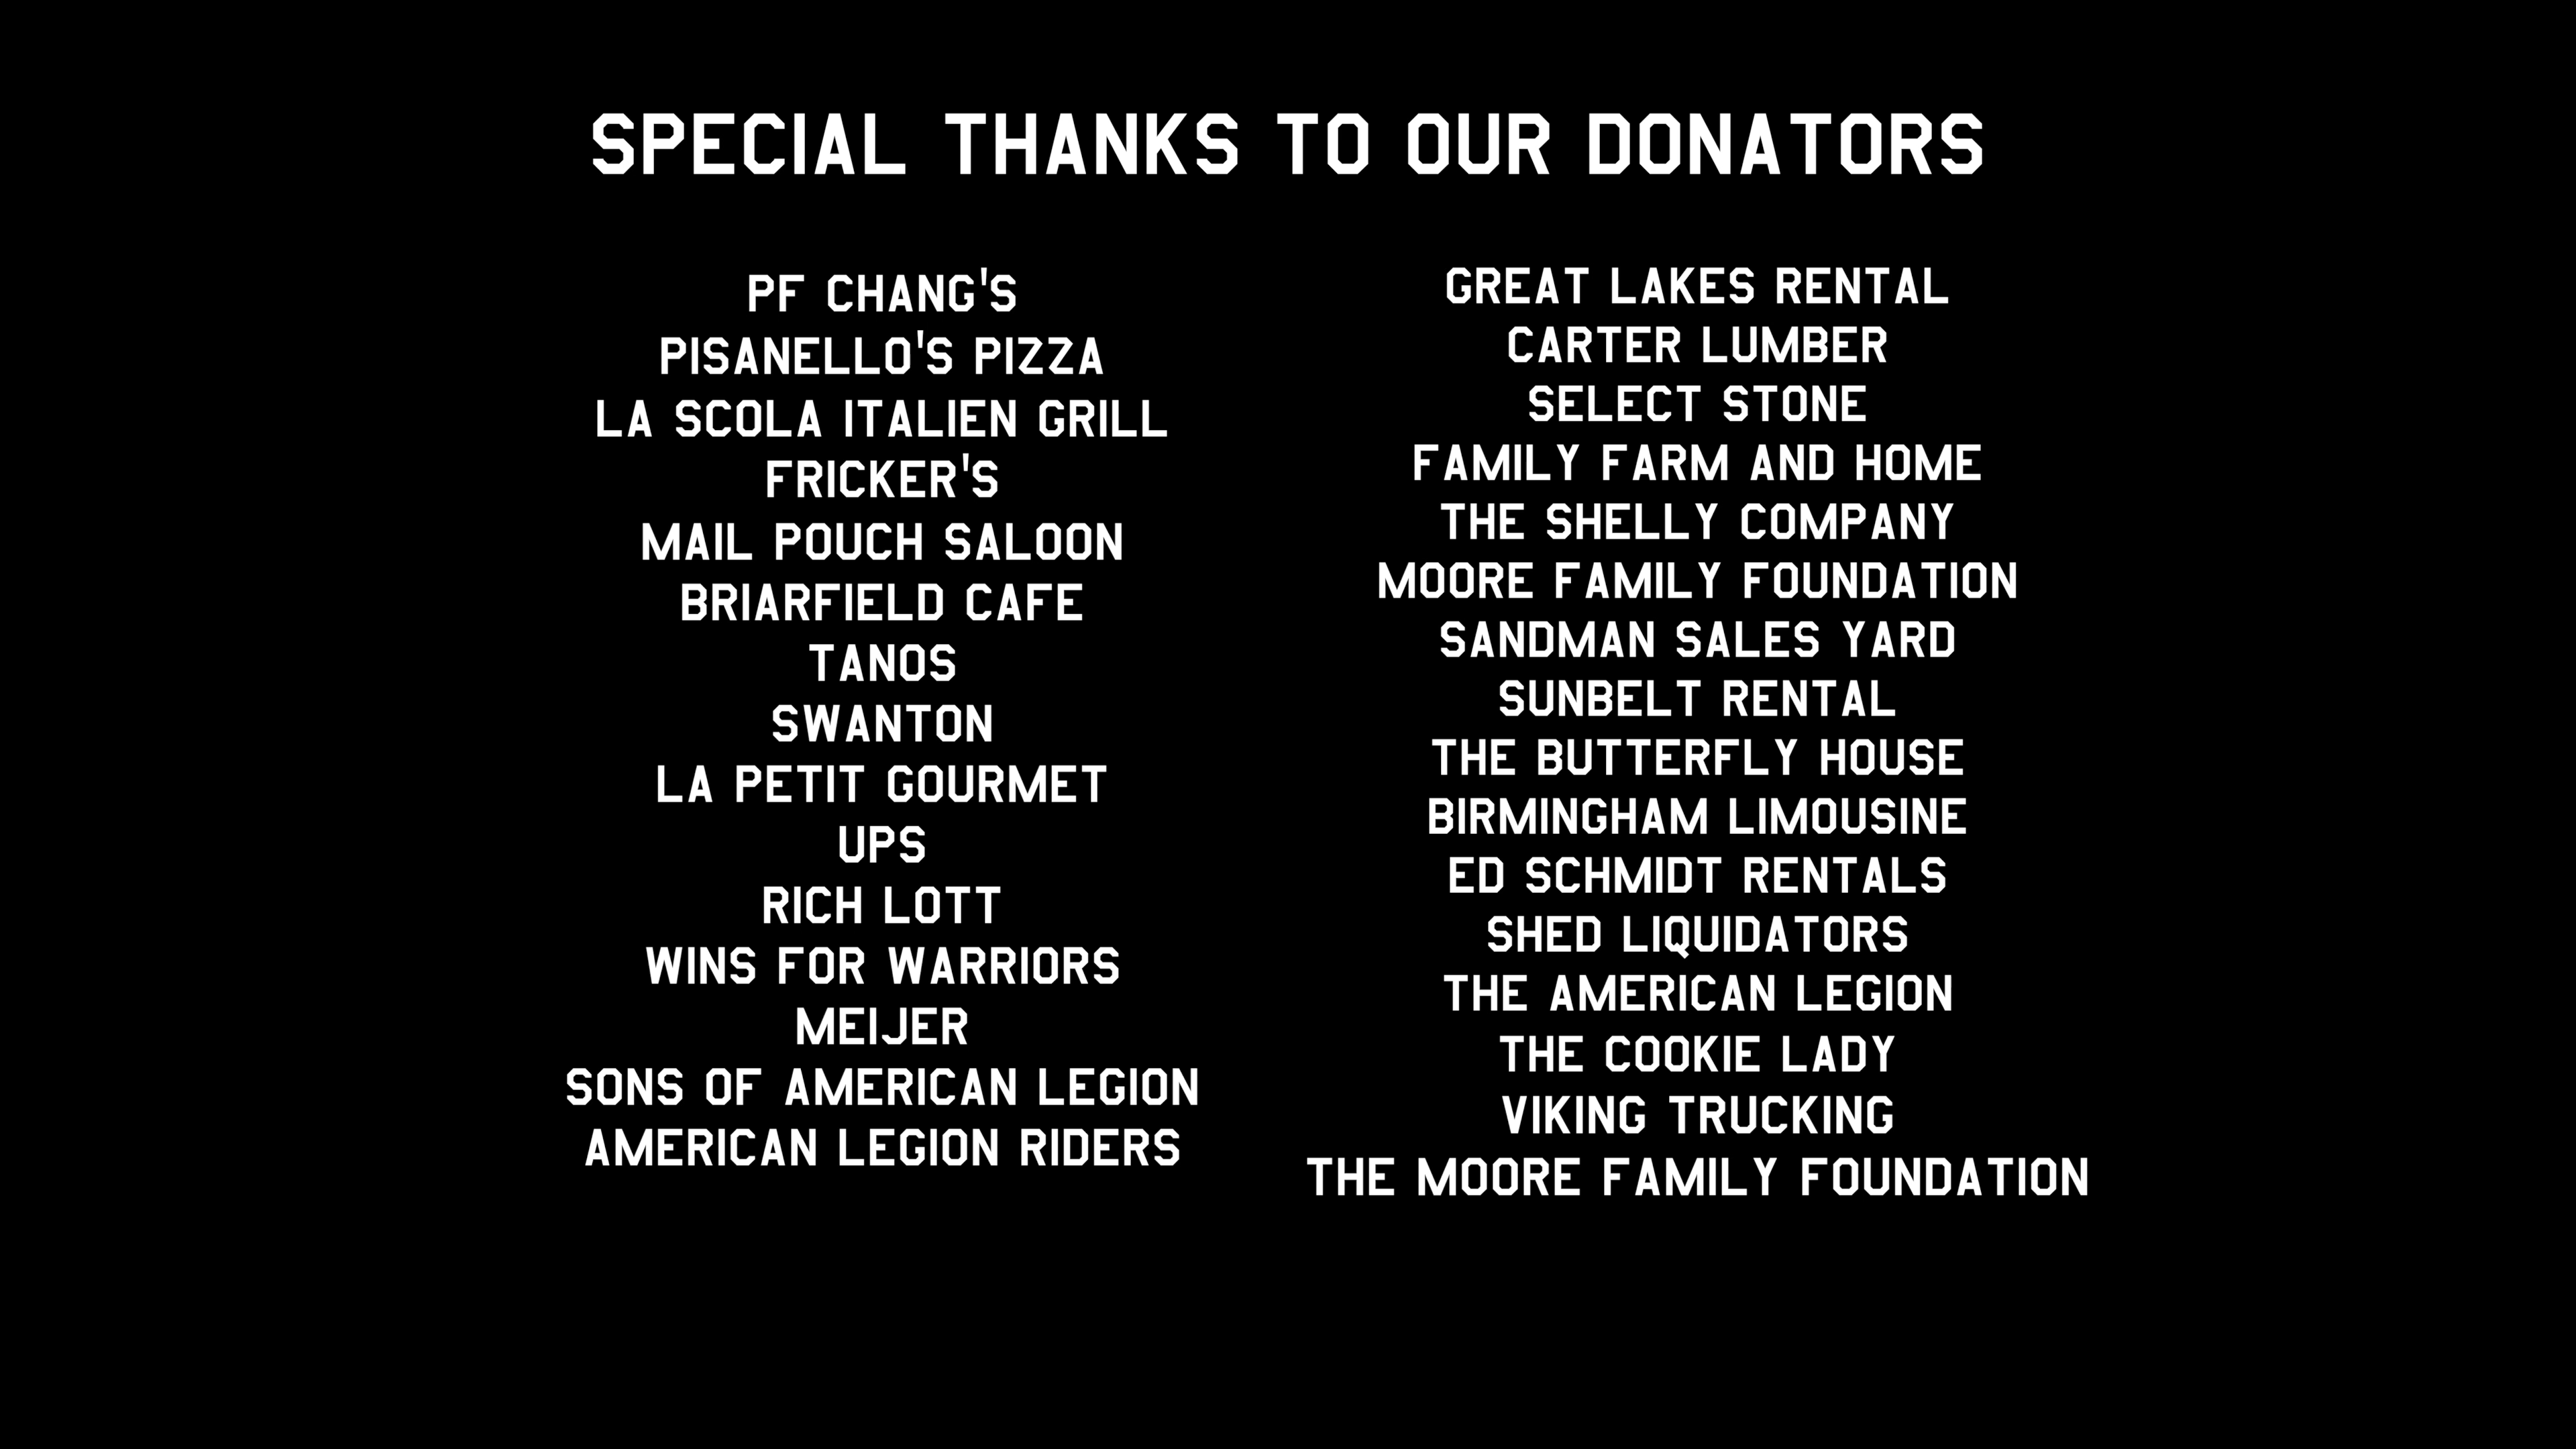 SPECIAL THANKS TO OUR DONATORS
PF CHANG'S
PISANELLO'S PIZZA
LA SCOLA ITALIEN GRILL
FRICKER'S
MAIL POUCH SALOON
BRIARFIELD CAFE
TANOS
SWANTON
LA PETIT GOURMET
UPS
RICH LOTT
WINS FOR WARRIORS
MEIJER
SONS OF AMERICAN LEGION
AMERICAN LEGION RIDERS
GREAT LAKES RENTAL
CARTER LUMBER
SELECT STONE
FAMILY FARM AND HOME
THE SHELLY COMPANY
MOORE FAMILY FOUNDATION
SANDMAN SALES YARD
SUNBELT RENTAL
THE BUTTERFLY HOUSE
BIRMINGHAM LIMOUSINE
ED SCHMIDT RENTALS
SHED LIQUIDATORS
THE AMERICAN LEGION
THE COOKIE LADY
VIKING TRUCKING
THE MOORE FAMILY FOUNDATION